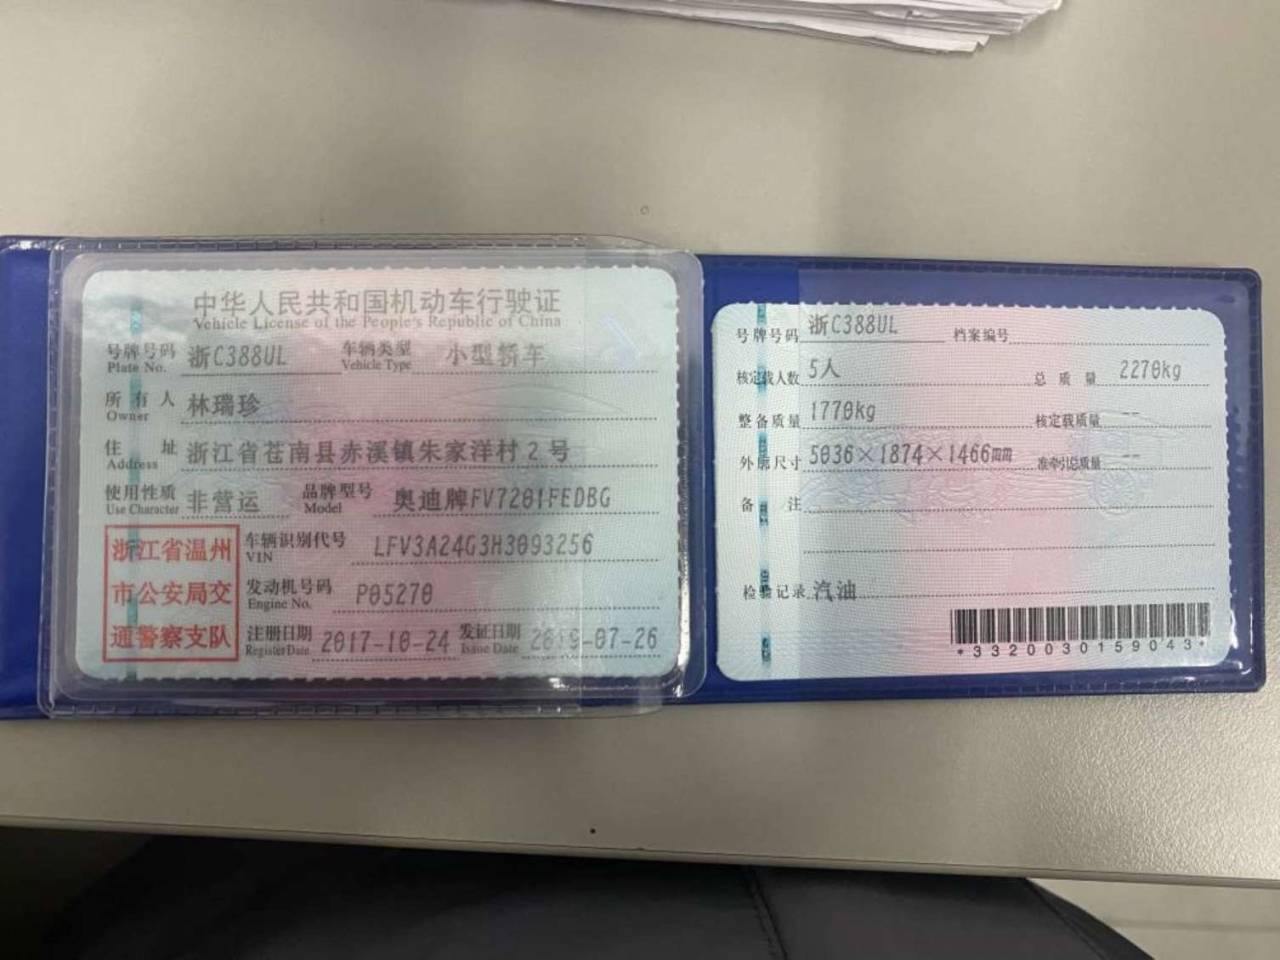 中华人民共和国机动车行驶证
Vehicle License of the People's Republic of China
号牌号码 浙C388UL 车辆类型 小型轿车
Plate No. Vehicle Type
所有人 林瑞珍
Owner
住址 浙江省苍南县赤溪镇朱家洋村2号
Address
使用性质 非营运 品牌型号 奥迪牌FV7201FEDBG
Use Character Model
浙江省温州
市公安局交
通警察支队
车辆识别代号 LFV3A24G3H3093256
VIN
发动机号码 P05270
Engine No.
注册日期 2017-10-24 发证日期 2019-07-26
Register Date Issue Date
号牌号码 浙C388UL 档案编号
核定载人数 5人 总质量 2270kg
整备质量 1770kg 核定载质量 --
外廓尺寸 5036×1874×1466mm 准牵引总质量 --
备注
检验记录 汽油
*3320030159043*